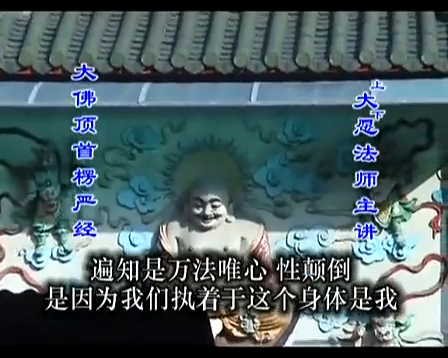 大佛顶首楞严经
上大下忍法师主讲
遍知是万法唯心 性颠倒
是因为我们执着于这个身体是我